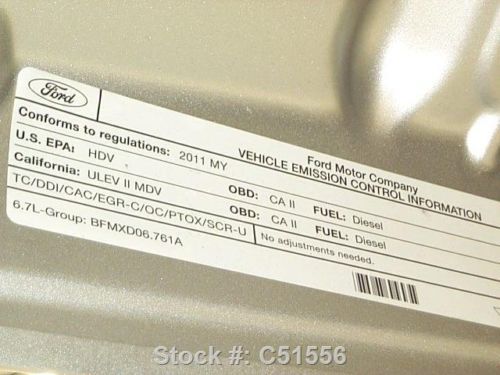 Ford
Ford Motor Company
VEHICLE EMISSION CONTROL INFORMATION
Conforms to regulations: 2011 MY
U.S. EPA: HDV OBD: CA II FUEL: Diesel
California: ULEV II MDV OBD: CA II FUEL: Diesel
TC/DDI/CAC/EGR-C/OC/PTOX/SCR-U No adjustments needed.
6.7L-Group: BFMXD06.761A
Stock #: C51556